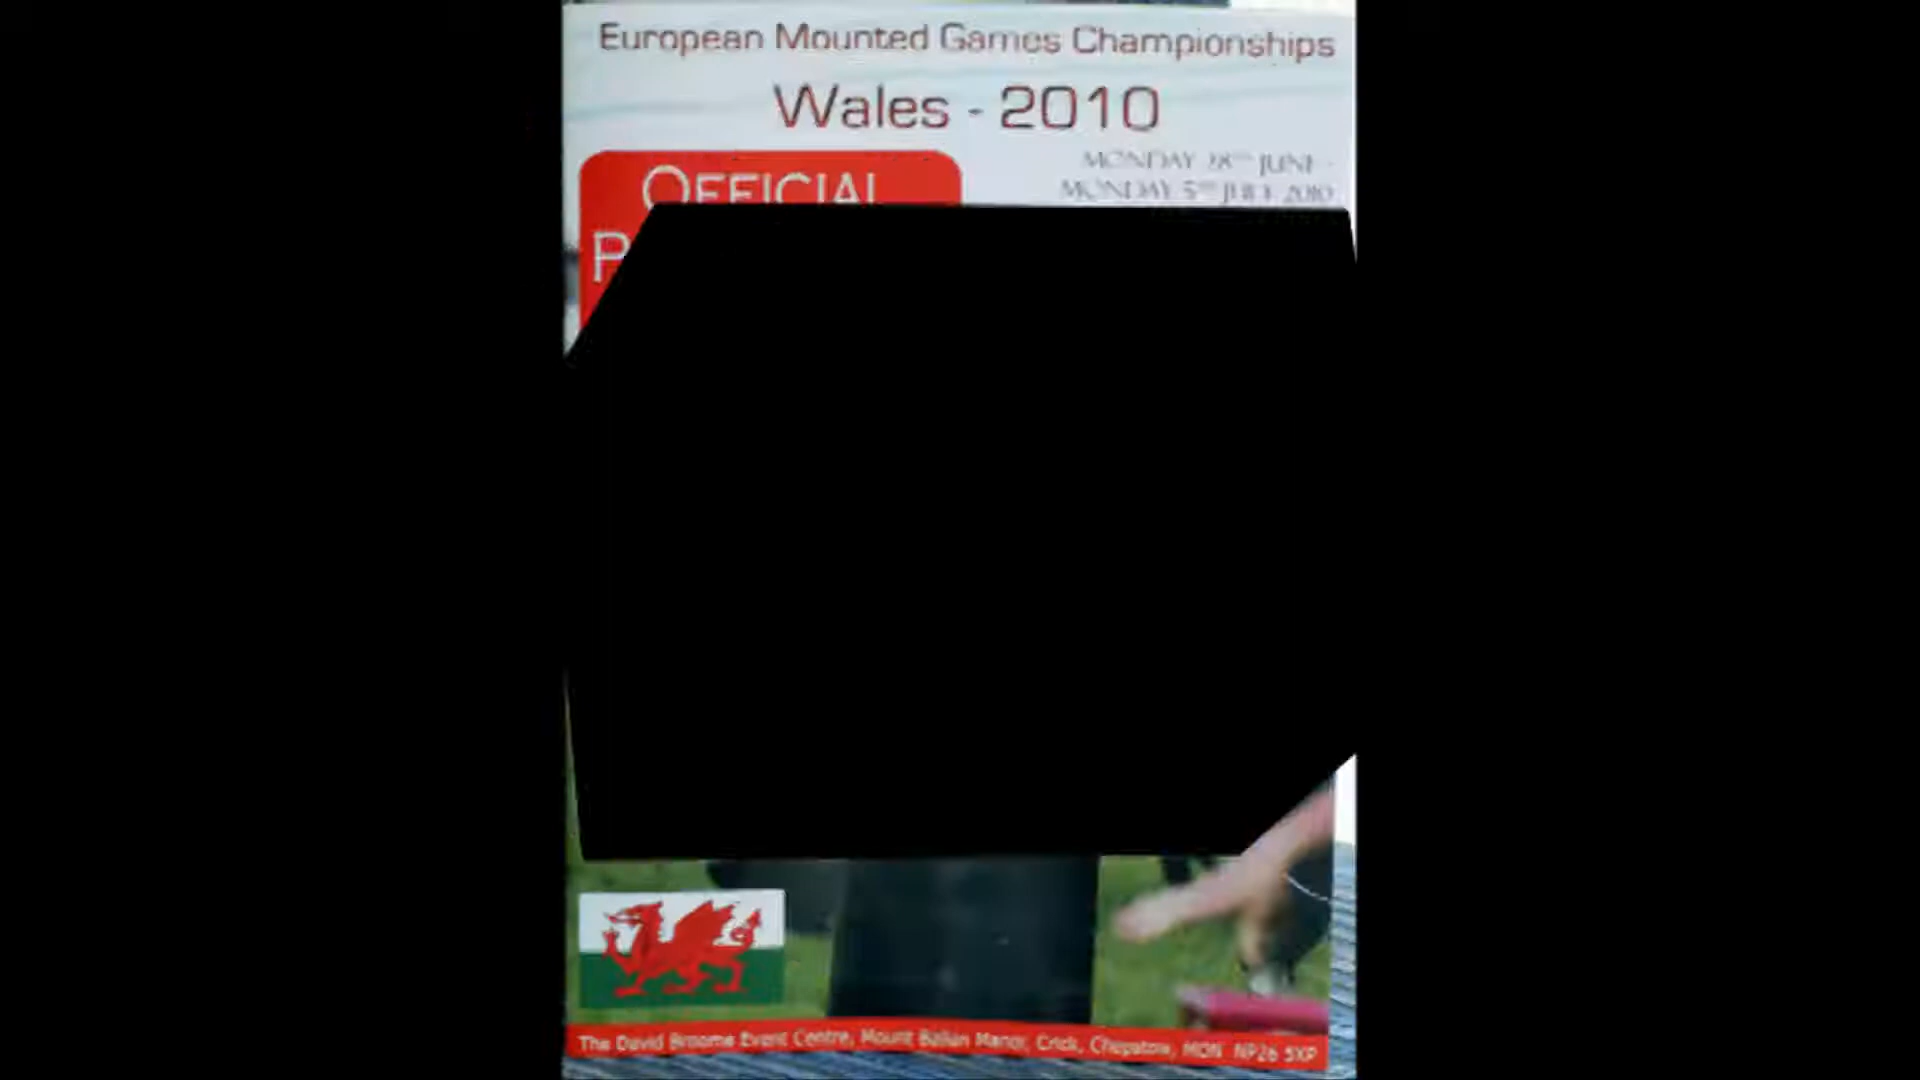 European Mounted Games Championships
Wales - 2010
OFFICIAL
MONDAY 28TH JUNE -
MONDAY 5TH JULY 2010
The David Broome Event Centre, Mount Ballan Manor, Crick, Chepstow, MON NP26 5XP